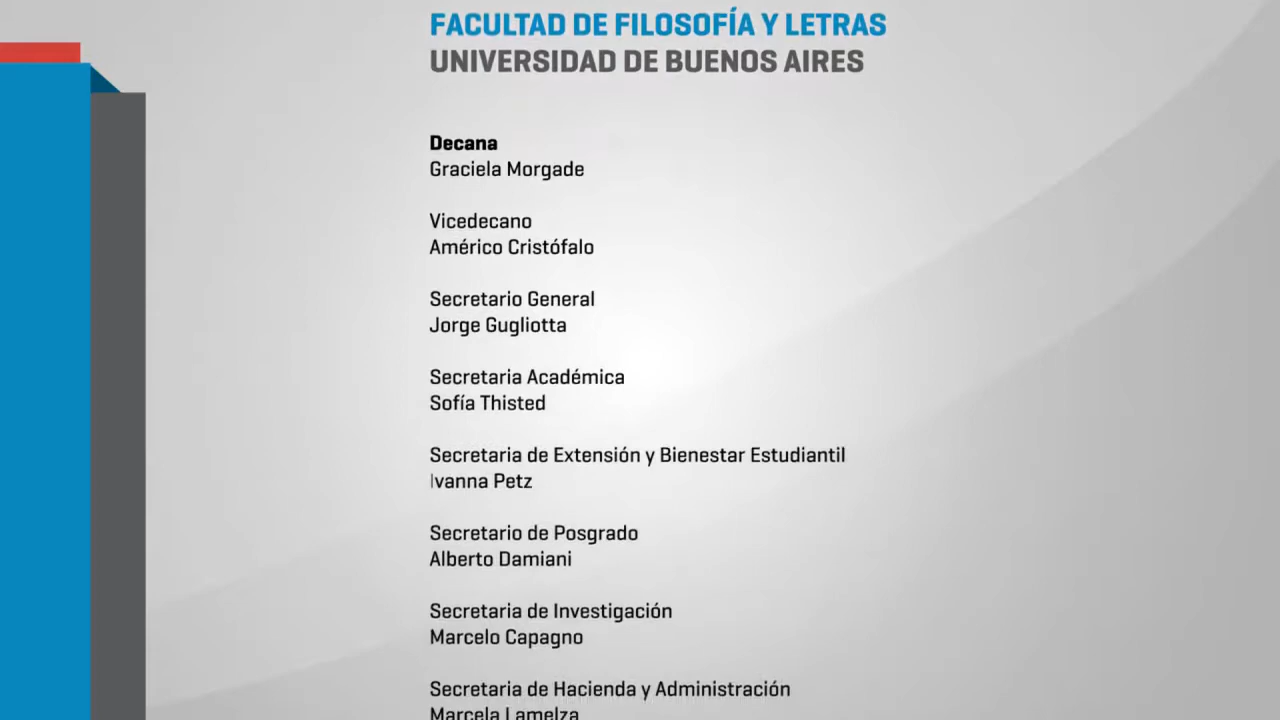 FACULTAD DE FILOSOFÍA Y LETRAS
UNIVERSIDAD DE BUENOS AIRES
Decana
Graciela Morgade
Vicedecano
Américo Cristófalo
Secretario General
Jorge Gugliotta
Secretaria Académica
Sofía Thisted
Secretaria de Extensión y Bienestar Estudiantil
Ivanna Petz
Secretario de Posgrado
Alberto Damiani
Secretaria de Investigación
Marcelo Capagno
Secretaria de Hacienda y Administración
Marcela Lamelza